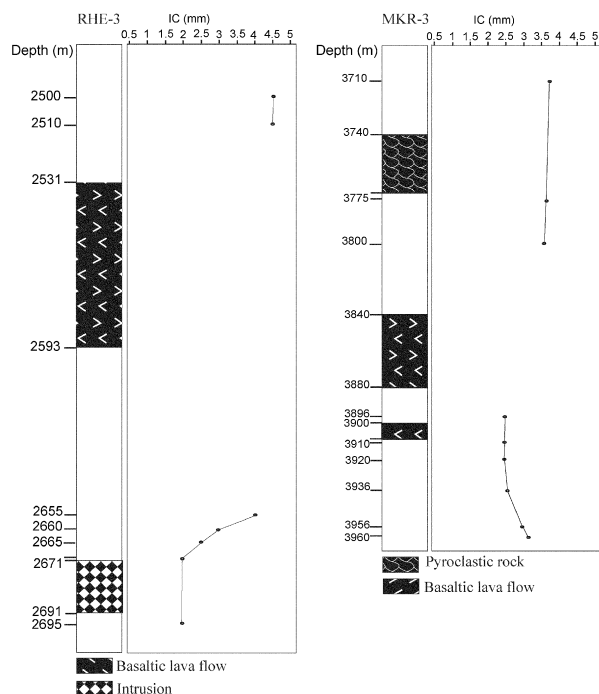 RHE-3
IC (mm)
Depth (m)
0.5 1 1.5 2 2.5 3 3.5 4 4.5 5
2500
2510
2531
2593
2655
2660
2665
2671
2691
2695
Basaltic lava flow
Intrusion
MKR-3
IC (mm)
Depth (m)
0.5 1 1.5 2 2.5 3 3.5 4 4.5 5
3710
3740
3775
3800
3840
3880
3896
3900
3910
3920
3936
3956
3960
Pyroclastic rock
Basaltic lava flow